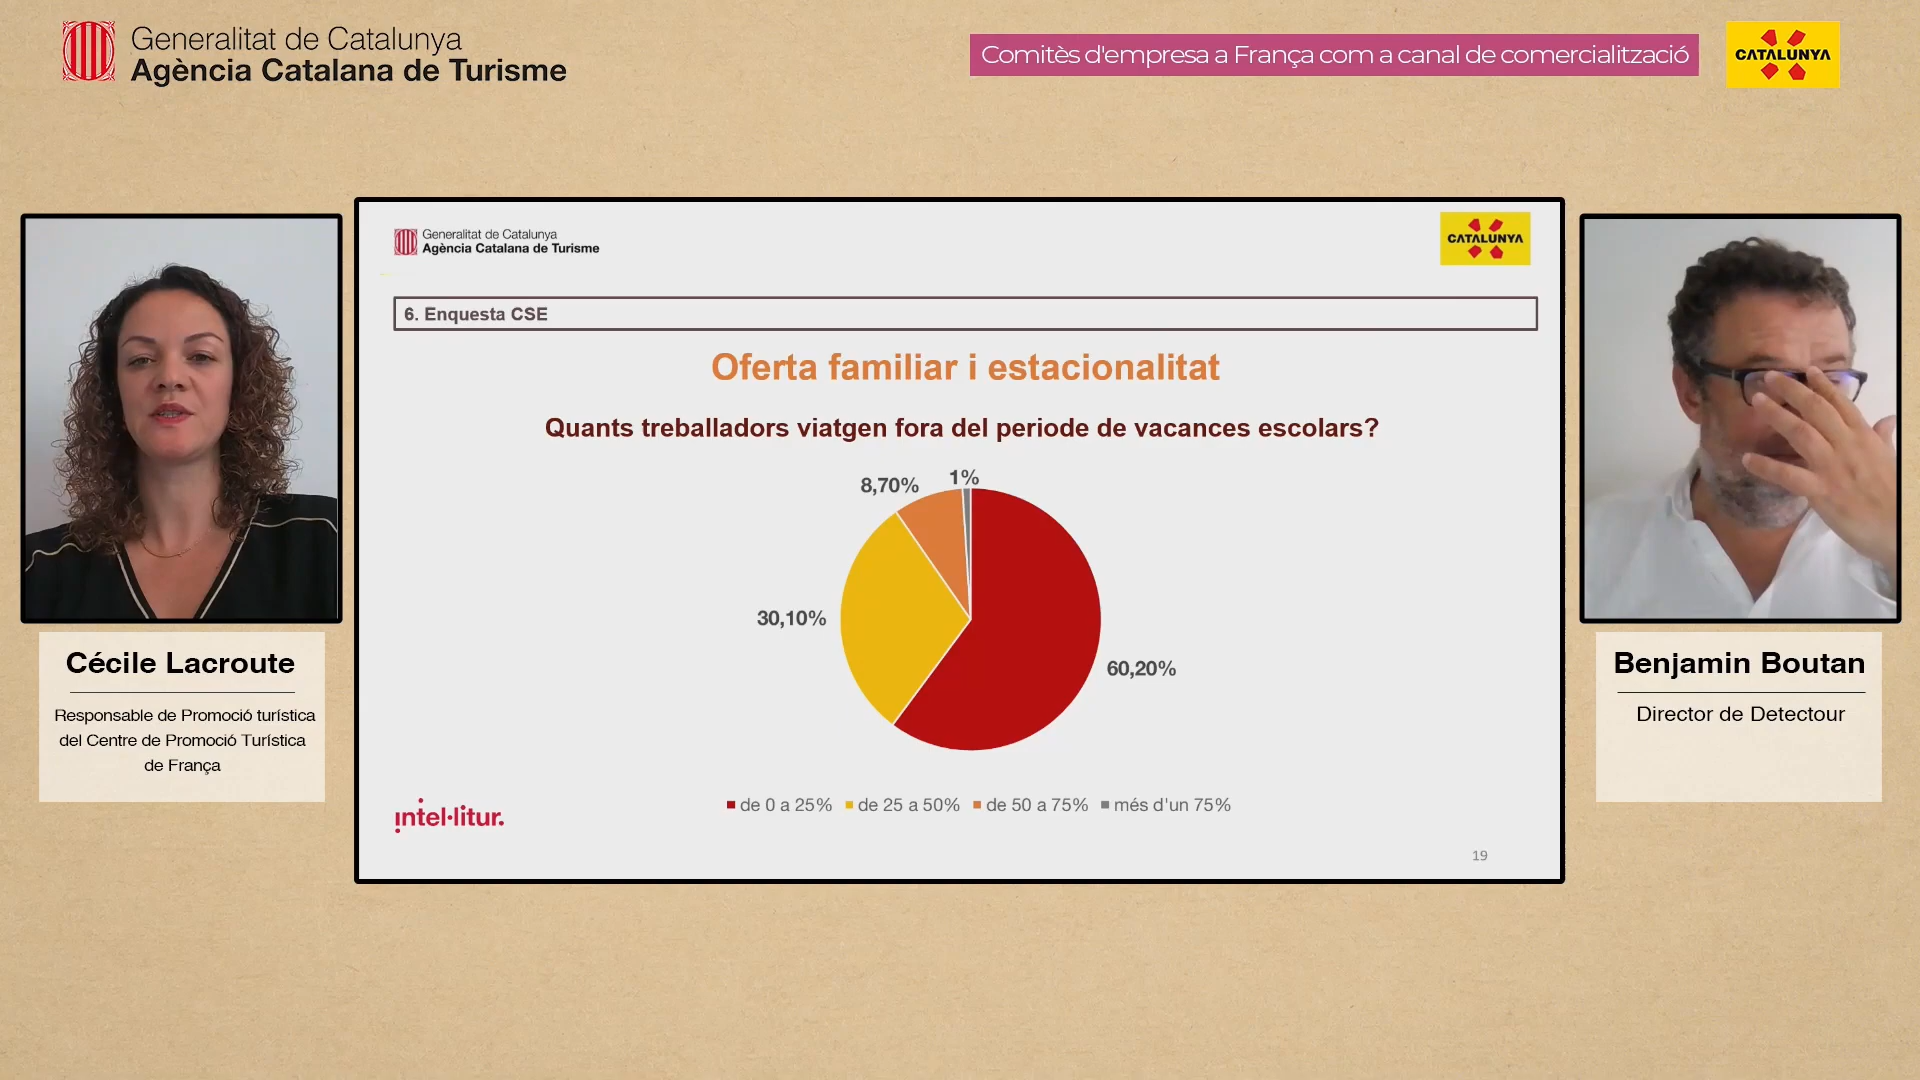 Generalitat de Catalunya
Agència Catalana de Turisme
Comitès d'empresa a França com a canal de comercialització
CATALUNYA
Generalitat de Catalunya
Agència Catalana de Turisme
CATALUNYA
6. Enquesta CSE
Oferta familiar i estacionalitat
Quants treballadors viatgen fora del periode de vacances escolars?
8,70%
1%
30,10%
60,20%
de 0 a 25%
de 25 a 50%
de 50 a 75%
més d'un 75%
intel·litur.
19
Cécile Lacroute
Responsable de Promoció turística
del Centre de Promoció Turística
de França
Benjamin Boutan
Director de Detectour